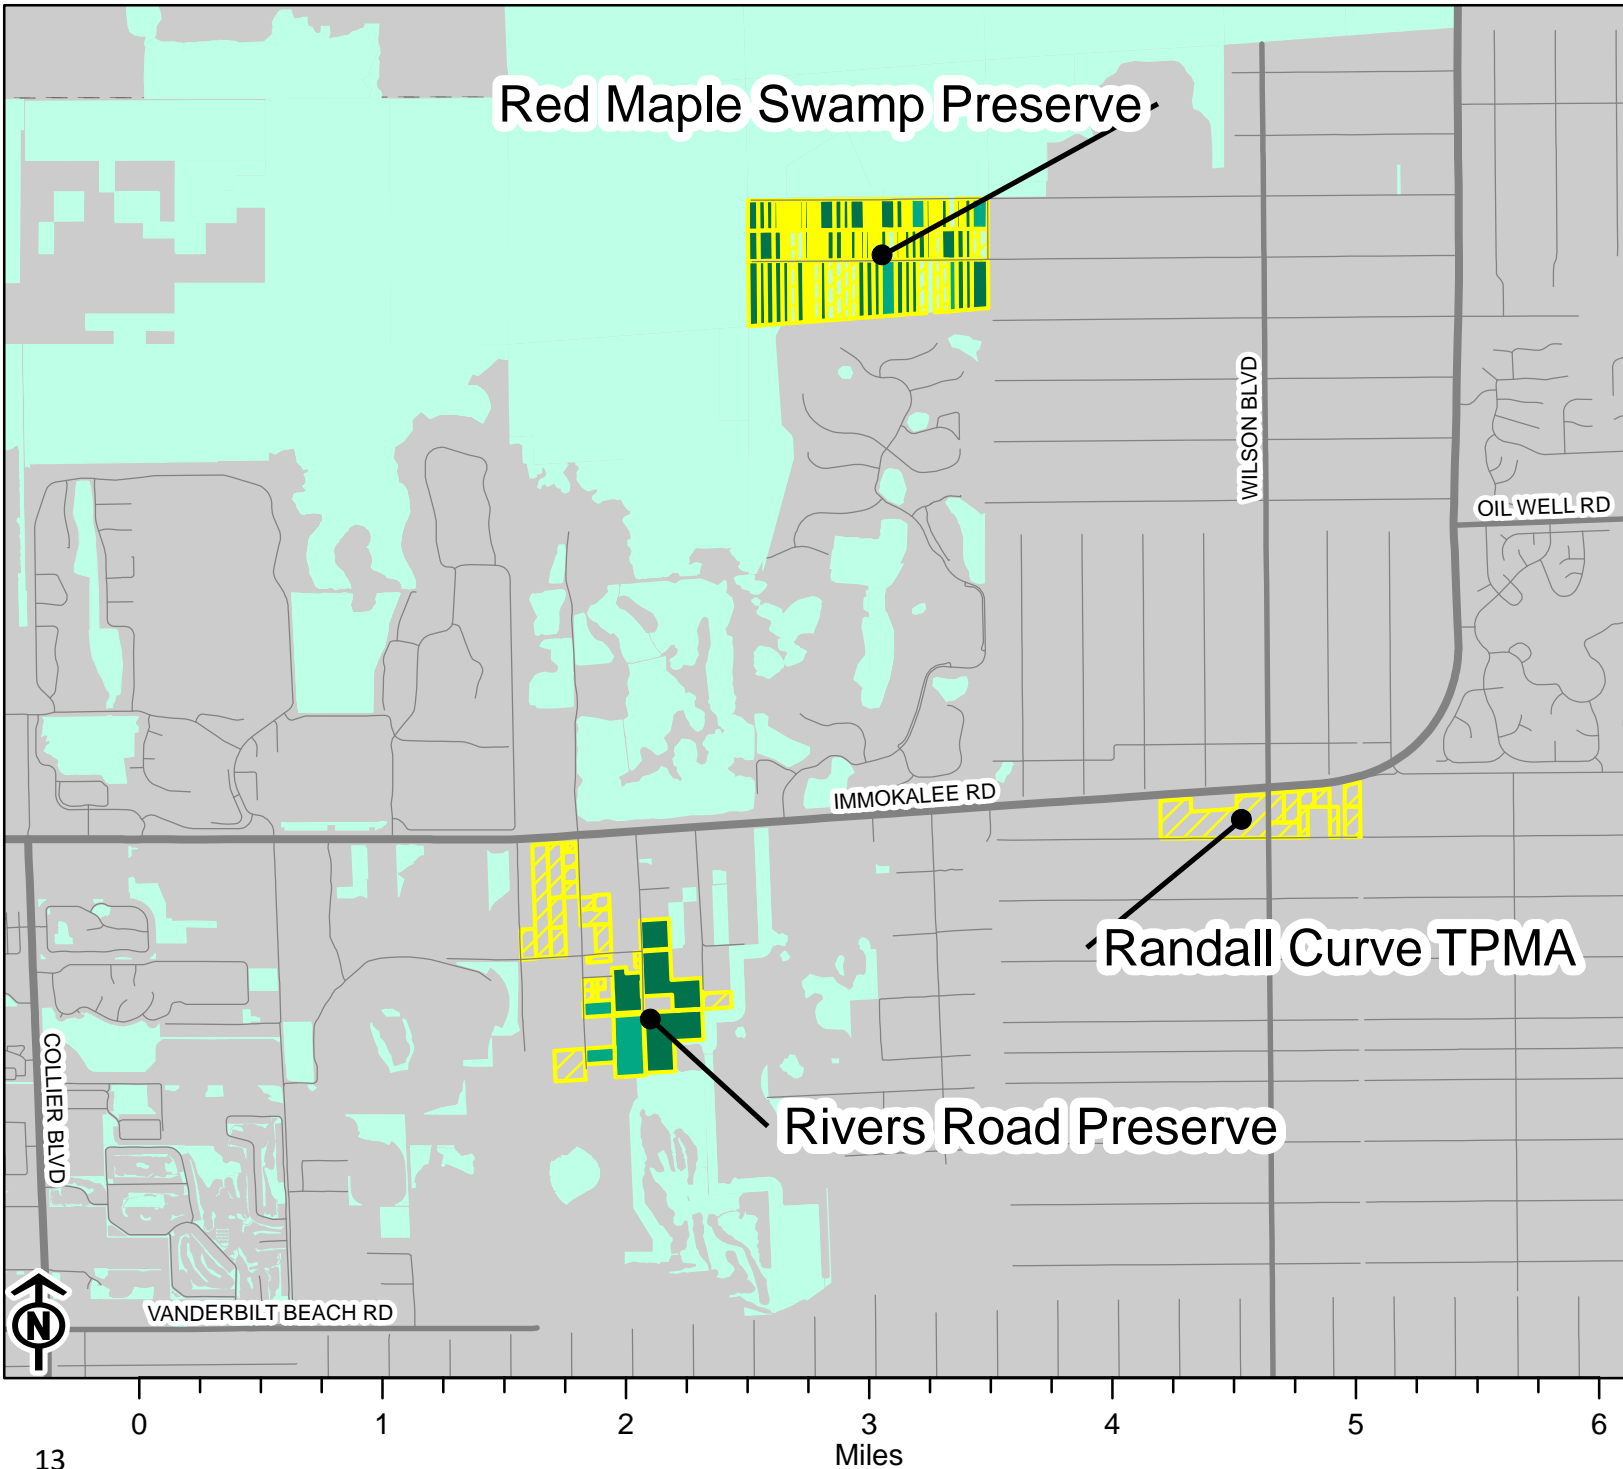 Red Maple Swamp Preserve
WILSON BLVD
OIL WELL RD
IMMOKALEE RD
Randall Curve TPMA
COLLIER BLVD
Rivers Road Preserve
VANDERBILT BEACH RD
N
0 1 2 3 4 5 6
Miles
13